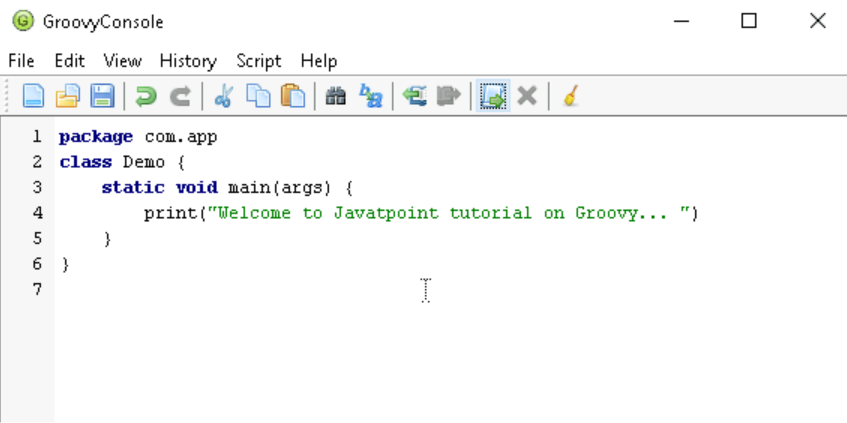 GroovyConsole
File Edit View History Script Help
1 package com.app
2 class Demo {
3     static void main(args) {
4         print("Welcome to Javatpoint tutorial on Groovy... ")
5     }
6 }
7